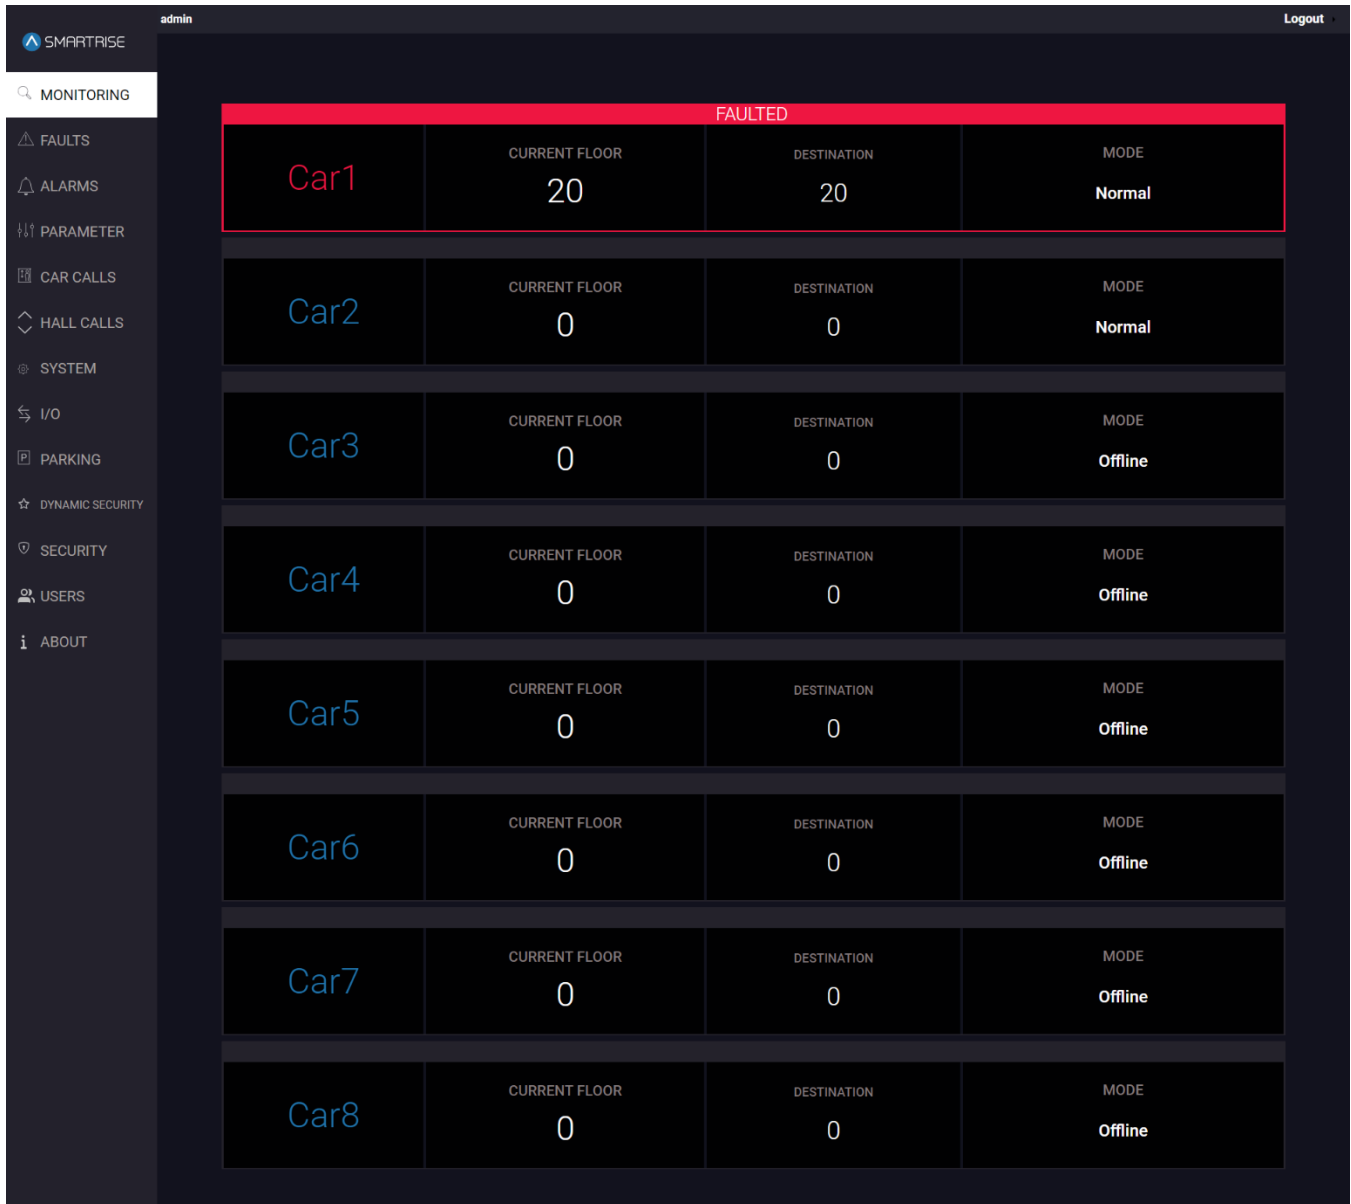 admin
Logout
SMARTRISE
MONITORING
FAULTS
ALARMS
PARAMETER
CAR CALLS
HALL CALLS
SYSTEM
I/O
PARKING
DYNAMIC SECURITY
SECURITY
USERS
ABOUT
FAULTED
Car1
CURRENT FLOOR
20
DESTINATION
20
MODE
Normal
Car2
CURRENT FLOOR
0
DESTINATION
0
MODE
Normal
Car3
CURRENT FLOOR
0
DESTINATION
0
MODE
Offline
Car4
CURRENT FLOOR
0
DESTINATION
0
MODE
Offline
Car5
CURRENT FLOOR
0
DESTINATION
0
MODE
Offline
Car6
CURRENT FLOOR
0
DESTINATION
0
MODE
Offline
Car7
CURRENT FLOOR
0
DESTINATION
0
MODE
Offline
Car8
CURRENT FLOOR
0
DESTINATION
0
MODE
Offline